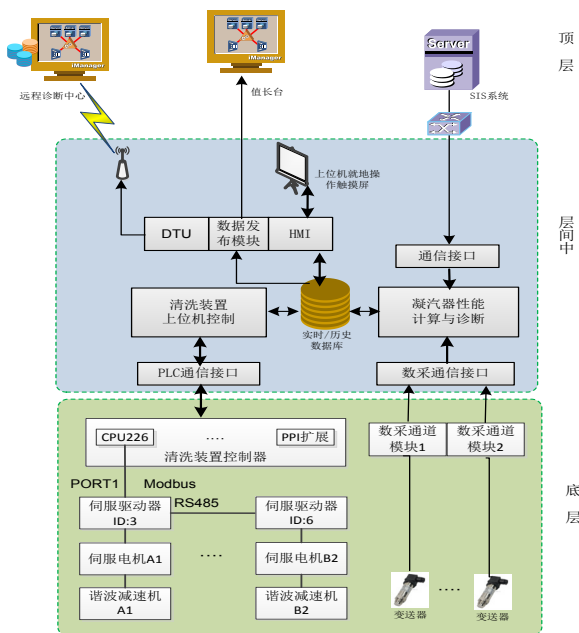 iManager
iManager
Server
顶
层
远程诊断中心
值长台
SIS系统
上位机就地操
作触摸屏
DTU
数据发
布模块
HMI
通信接口
层
间
中
清洗装置
上位机控制
实时/历史
数据库
凝汽器性能
计算与诊断
PLC通信接口
数采通信接口
CPU226
....
PPI扩展
清洗装置控制器
数采通道
模块1
数采通道
模块2
PORT1
Modbus
RS485
伺服驱动器
ID:3
伺服驱动器
ID:6
底
层
伺服电机A1
....
伺服电机B2
谐波减速机
A1
谐波减速机
B2
....
变送器
变送器